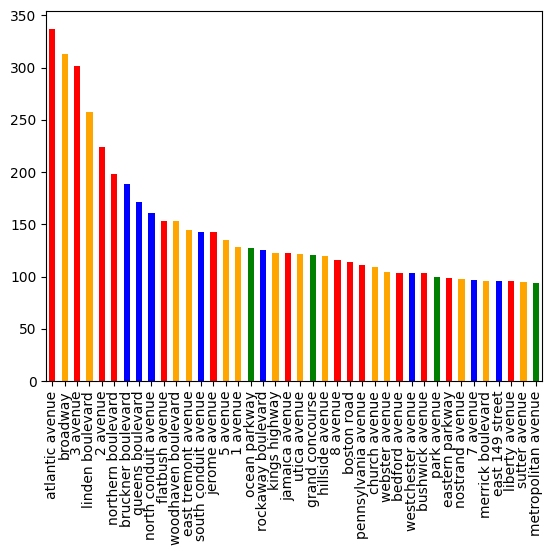 350
300
250
200
150
100
50
0
atlantic avenue
broadway
3 avenue
linden boulevard
2 avenue
northern boulevard
bruckner boulevard
queens boulevard
north conduit avenue
flatbush avenue
woodhaven boulevard
east tremont avenue
south conduit avenue
jerome avenue
5 avenue
1 avenue
ocean parkway
rockaway boulevard
kings highway
jamaica avenue
utica avenue
grand concourse
hillside avenue
8 avenue
boston road
pennsylvania avenue
church avenue
webster avenue
bedford avenue
westchester avenue
bushwick avenue
park avenue
eastern parkway
nostrand avenue
7 avenue
merrick boulevard
east 149 street
liberty avenue
sutter avenue
metropolitan avenue